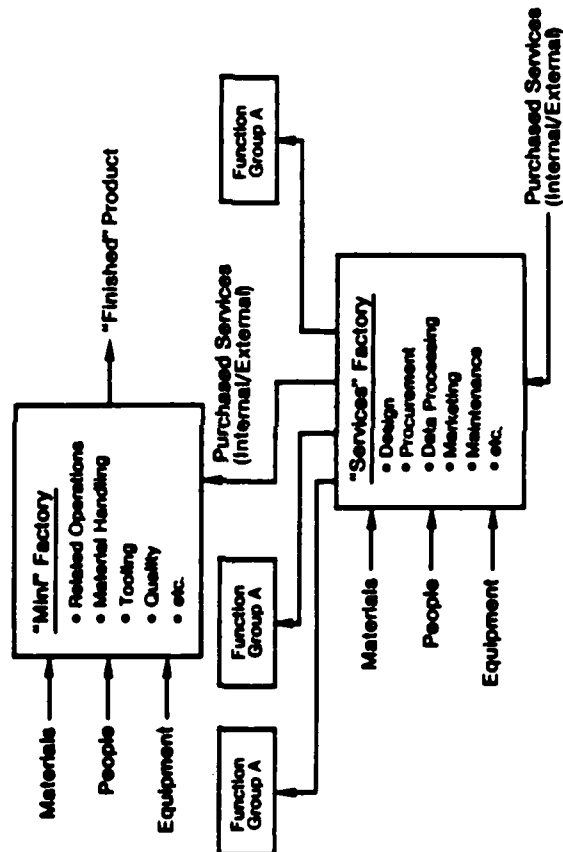 Materials
People
Equipment
"Mini" Factory
• Related Operations
• Material Handling
• Tooling
• Quality
• etc.
"Finished" Product
Function
Group A
Function
Group A
Purchased Services
(Internal/External)
Function
Group A
Materials
People
Equipment
"Services" Factory
• Design
• Procurement
• Data Processing
• Marketing
• Maintenance
• etc.
Purchased Services
(Internal/External)